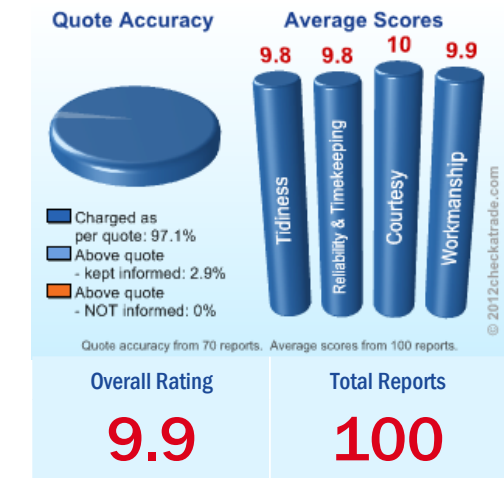 Quote Accuracy
Average Scores
9.8
9.8
10
9.9
Tidiness
Reliability & Timekeeping
Courtesy
Workmanship
Charged as
per quote: 97.1%
Above quote
- kept informed: 2.9%
Above quote
- NOT informed: 0%
© 2012checkatrade.com
Quote accuracy from 70 reports. Average scores from 100 reports.
Overall Rating
Total Reports
9.9
100